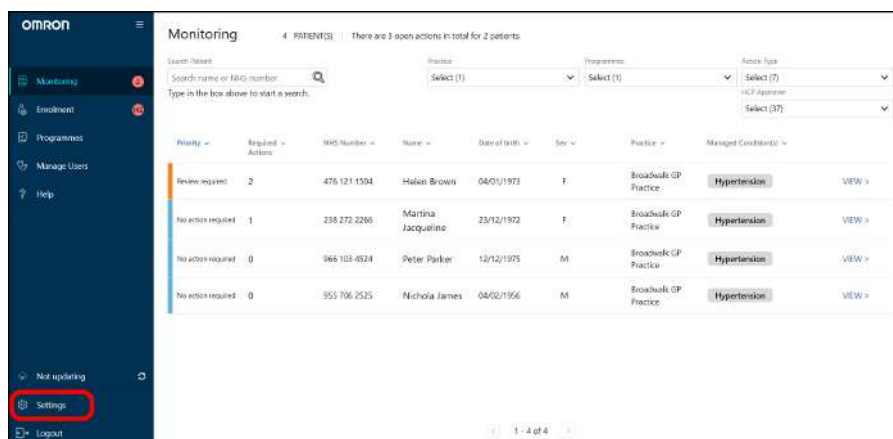 OMRON
Monitoring
Enrolment
Programmes
Manage Users
Help
Not updating
Settings
Logout
Monitoring 4 PATIENT(S) There are 3 open actions in total for 2 patients.
Search Patient Practice Programmes Action Type
Search name or NHS number Select (1) Select (1) Select (7)
Type in the box above to start a search. HCP Approver
Select (37)
Priority Required Actions NHS Number Name Date of Birth Sex Practice Managed Condition(s)
Review required 2 476 121 1504 Helen Brown 04/01/1973 F Broadwalk GP Practice Hypertension VIEW >
No action required 1 238 272 2266 Martina Jacqueline 23/12/1972 F Broadwalk GP Practice Hypertension VIEW >
No action required 0 966 103 4524 Peter Parker 12/12/1975 M Broadwalk GP Practice Hypertension VIEW >
No action required 0 955 706 2525 Nichola James 04/02/1956 M Broadwalk GP Practice Hypertension VIEW >
1 - 4 of 4